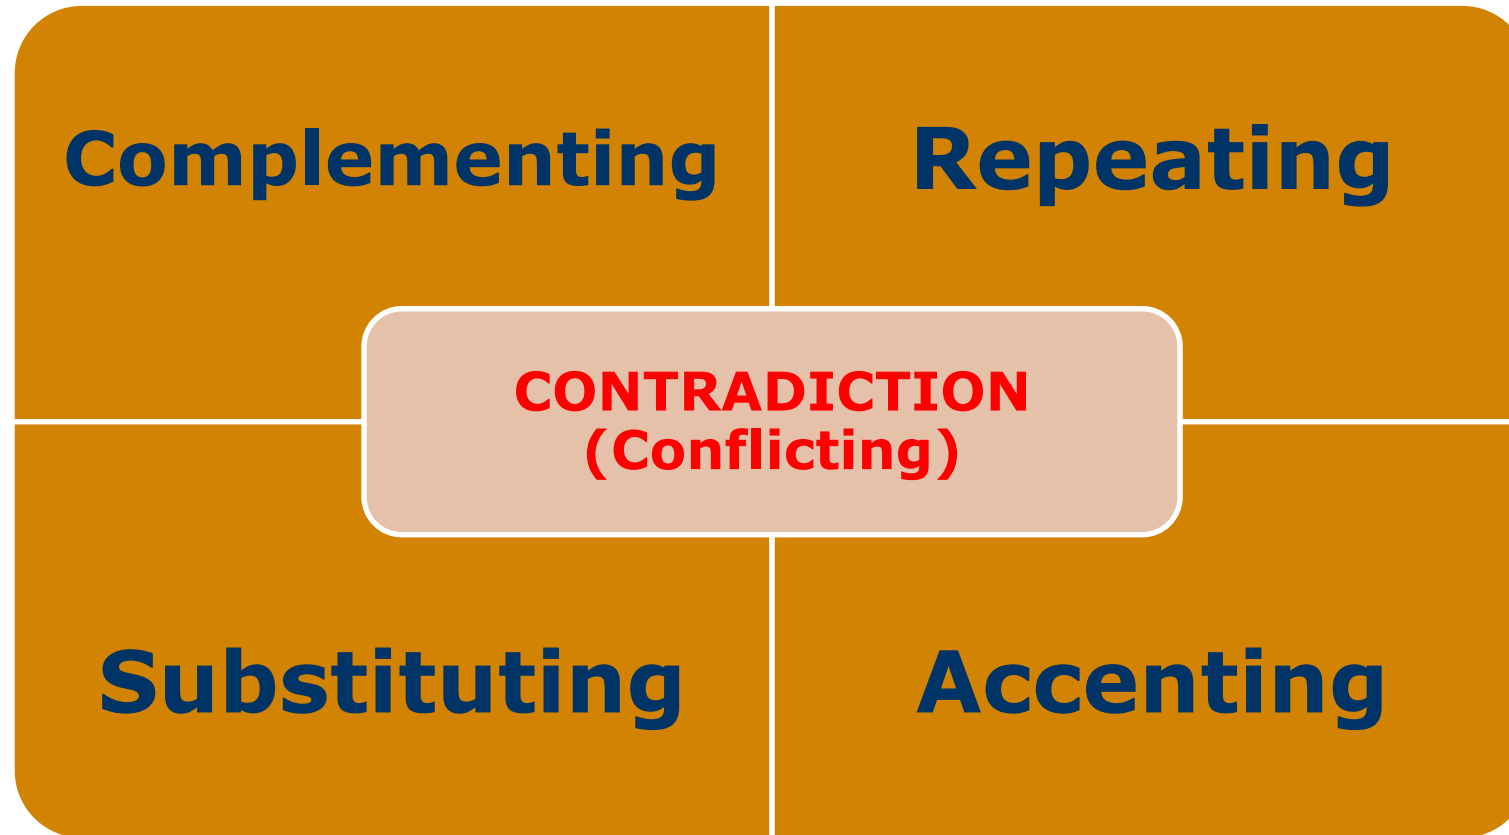 Complementing
Repeating
CONTRADICTION
(Conflicting)
Substituting
Accenting